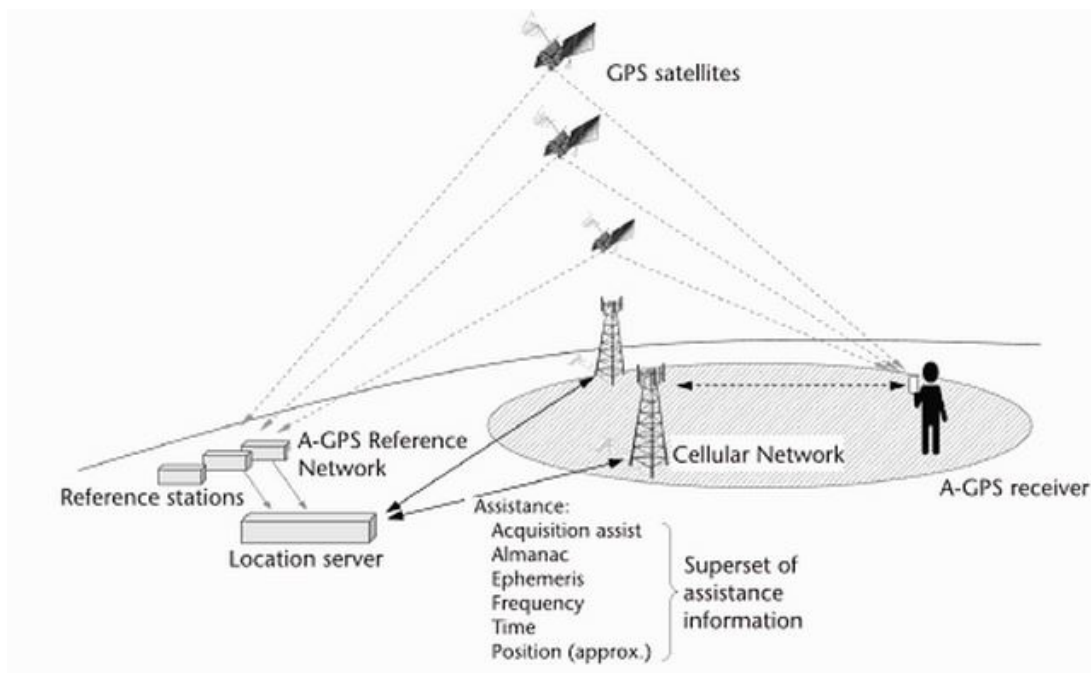 GPS satellites
A-GPS Reference
Network
Reference stations
Location server
Cellular Network
A-GPS receiver
Assistance:
Acquisition assist
Almanac
Ephemeris
Frequency
Time
Position (approx.)
Superset of
assistance
information